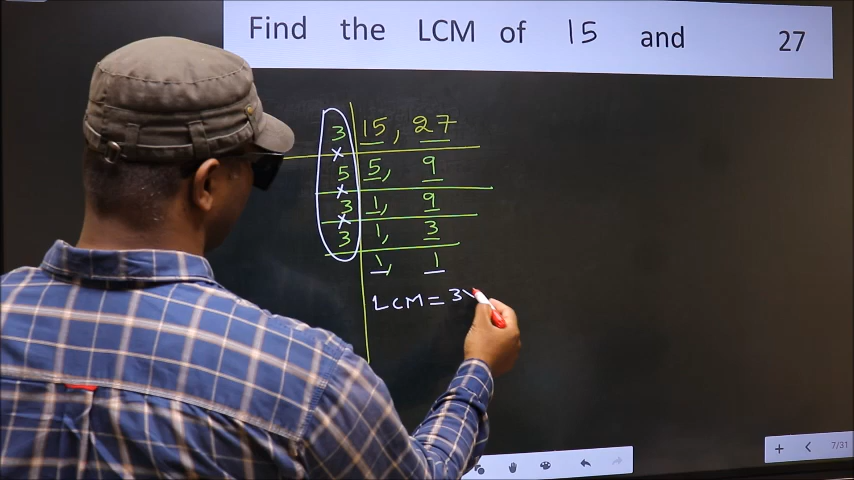 Find the LCM of 15 and 27
3 15, 27
×
5 5, 9
×
3 1, 9
×
3 1, 3
1, 1
LCM = 3×
7/31